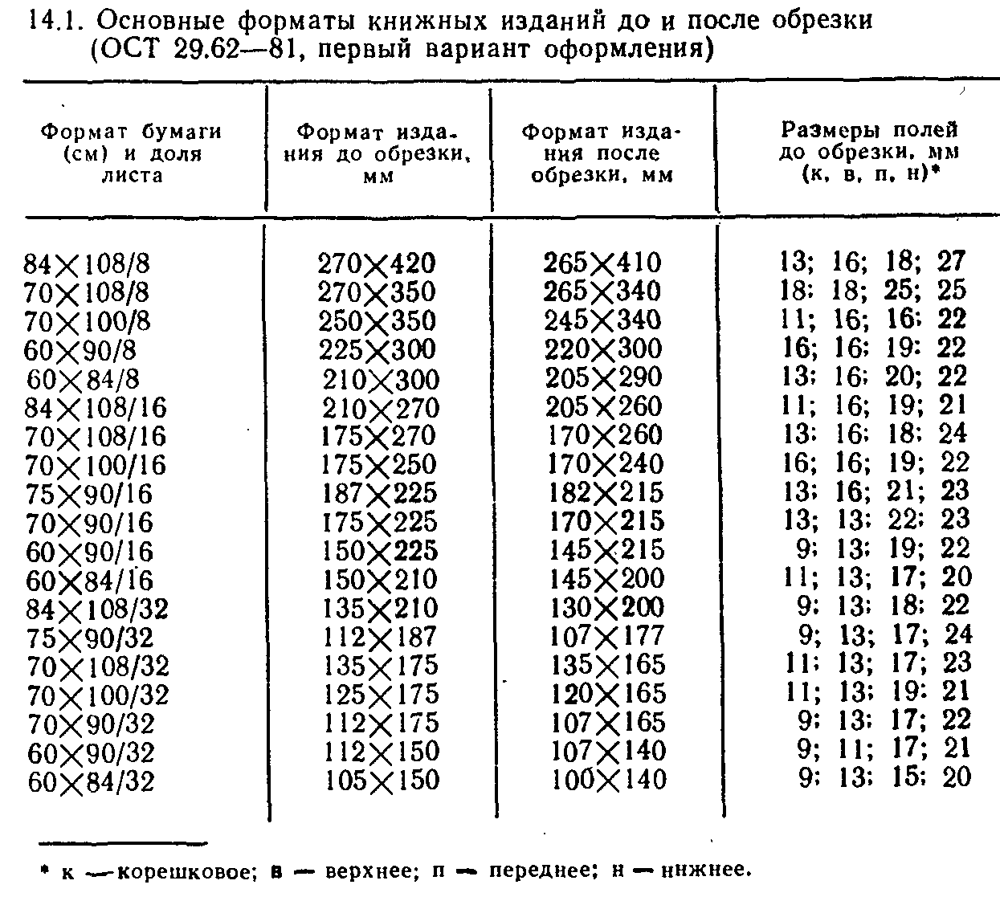 14.1. Основные форматы книжных изданий до и после обрезки
(ОСТ 29.62—81, первый вариант оформления)
Формат бумаги (см) и доля листа
Формат изда- ния до обрезки, мм
Формат изда- ния после обрезки, мм
Размеры полей до обрезки, мм (к, в, п, н)*
84×108/8 270×420 265×410 13; 16; 18; 27
70×108/8 270×350 265×340 18: 18; 25; 25
70×100/8 250×350 245×340 11; 16; 16; 22
60×90/8 225×300 220×300 16; 16; 19: 22
60×84/8 210×300 205×290 13; 16; 20; 22
84×108/16 210×270 205×260 11; 16; 19; 21
70×108/16 175×270 170×260 13; 16; 18; 24
70×100/16 175×250 170×240 16; 16; 19; 22
75×90/16 187×225 182×215 13; 16; 21; 23
70×90/16 175×225 170×215 13; 13; 22; 23
60×90/16 150×225 145×215 9; 13; 19; 22
60×84/16 150×210 145×200 11; 13; 17; 20
84×108/32 135×210 130×200 9; 13; 18; 22
75×90/32 112×187 107×177 9; 13; 17; 24
70×108/32 135×175 135×165 11; 13; 17; 23
70×100/32 125×175 120×165 11; 13; 19; 21
70×90/32 112×175 107×165 9; 13; 17; 22
60×90/32 112×150 107×140 9; 11; 17; 21
60×84/32 105×150 100×140 9; 13; 15; 20
* к — корешковое; в — верхнее; п — переднее; н — нижнее.